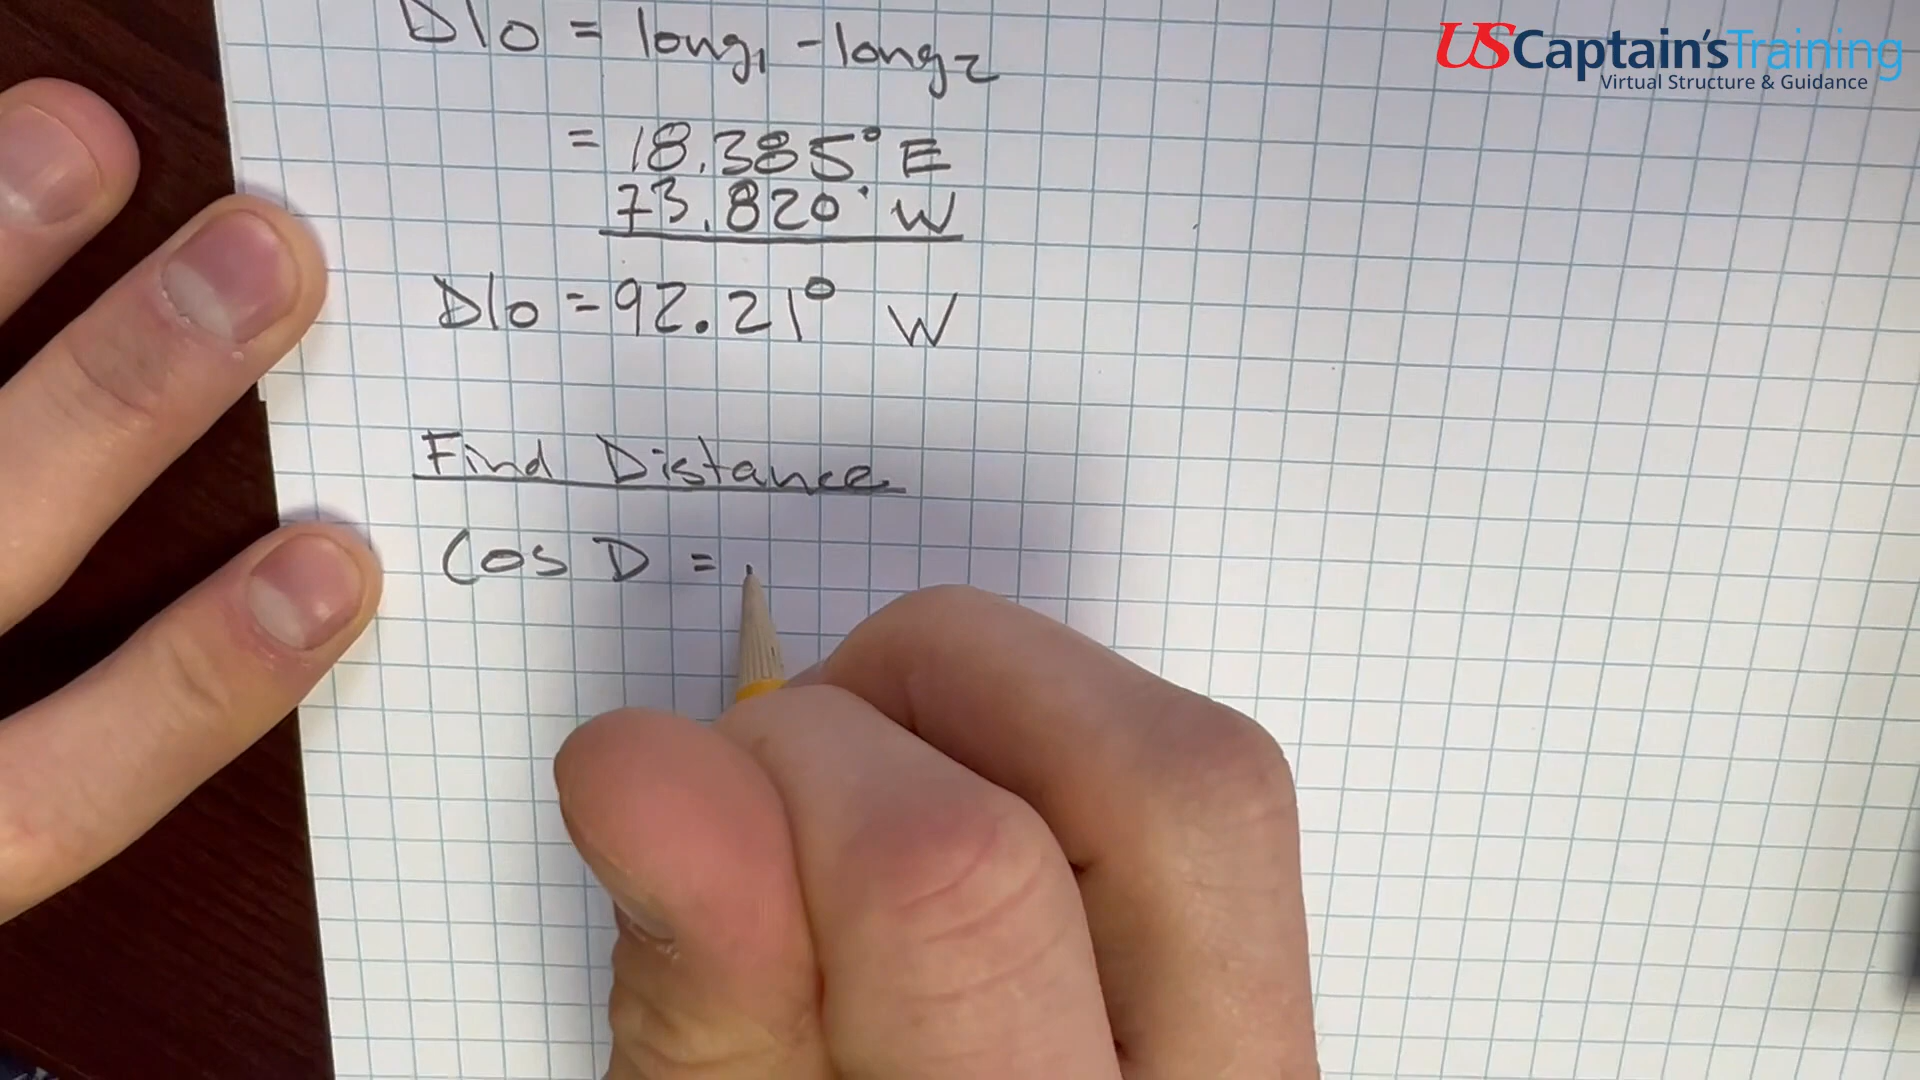 Dlo = long₁ - long₂
= 18.385° E
73.820° W
Dlo = 92.21° W
Find Distance
Cos D =
USCaptain'sTraining
Virtual Structure & Guidance